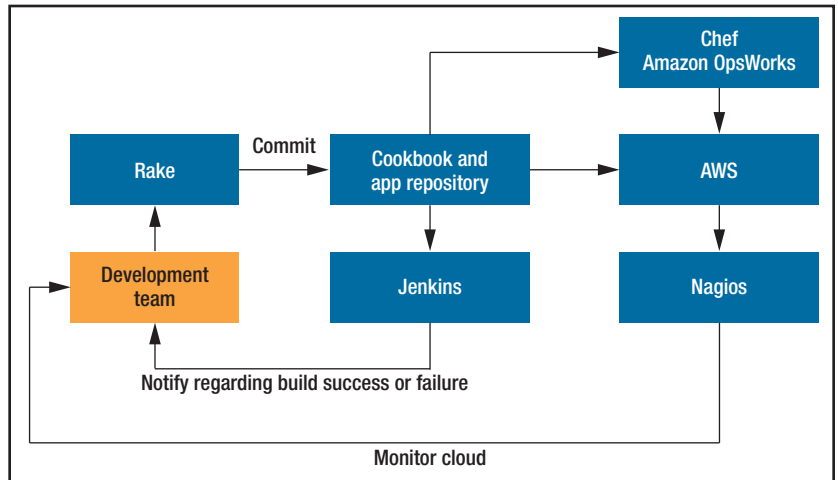 Chef
Amazon OpsWorks
Commit
Rake
Cookbook and
app repository
AWS
Development
team
Jenkins
Nagios
Notify regarding build success or failure
Monitor cloud